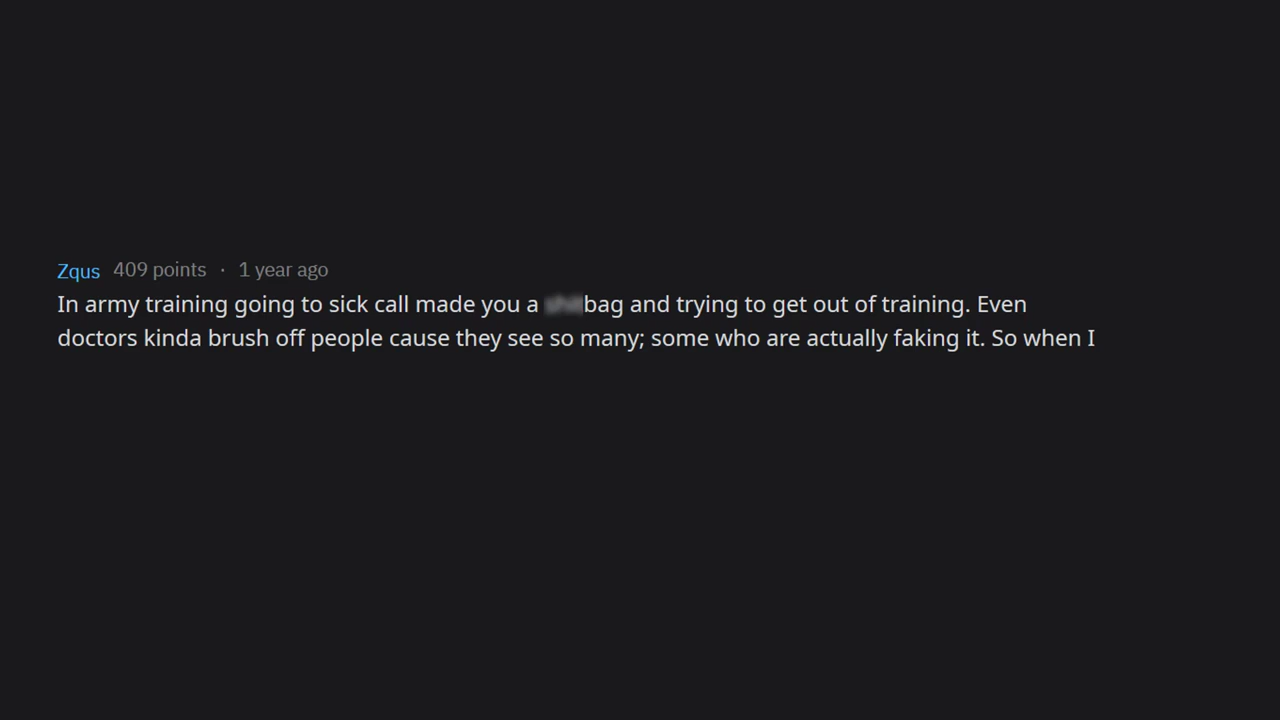 Zqus 409 points · 1 year ago
In army training going to sick call made you a shitbag and trying to get out of training. Even
doctors kinda brush off people cause they see so many; some who are actually faking it. So when I